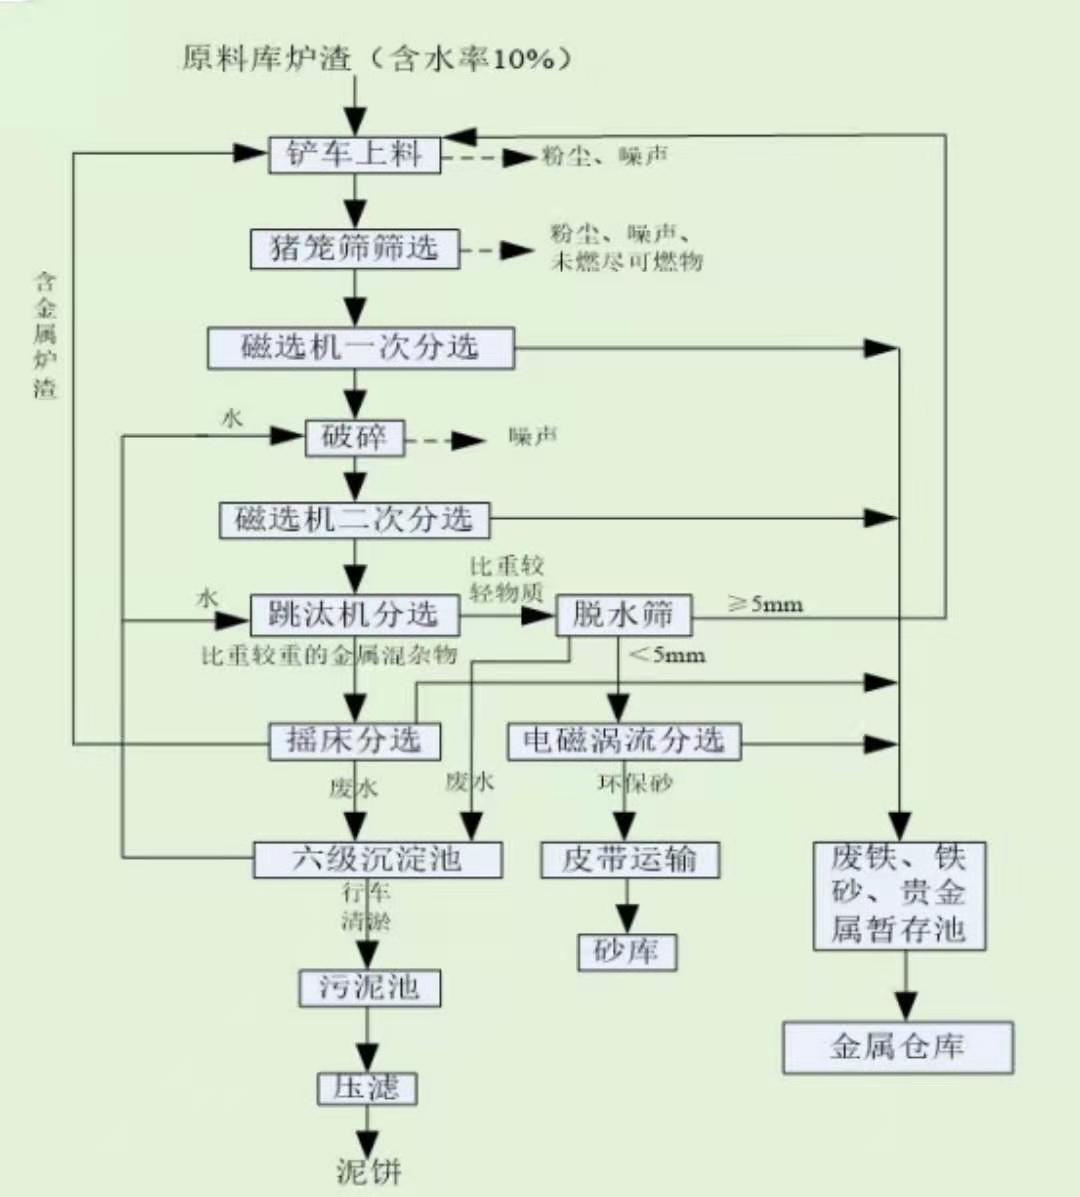 原料库炉渣（含水率10%）
铲车上料
粉尘、噪声
猪笼筛筛选
粉尘、噪声、
未燃尽可燃物
含金属炉渣
磁选机一次分选
水
破碎
噪声
磁选机二次分选
比重较
轻物质
水
跳汰机分选
脱水筛
≥5mm
比重较重的金属混杂物
<5mm
摇床分选
电磁涡流分选
废水
废水
环保砂
六级沉淀池
皮带运输
废铁、铁
砂、贵金
属暂存池
行车
清淤
砂库
污泥池
金属仓库
压滤
泥饼